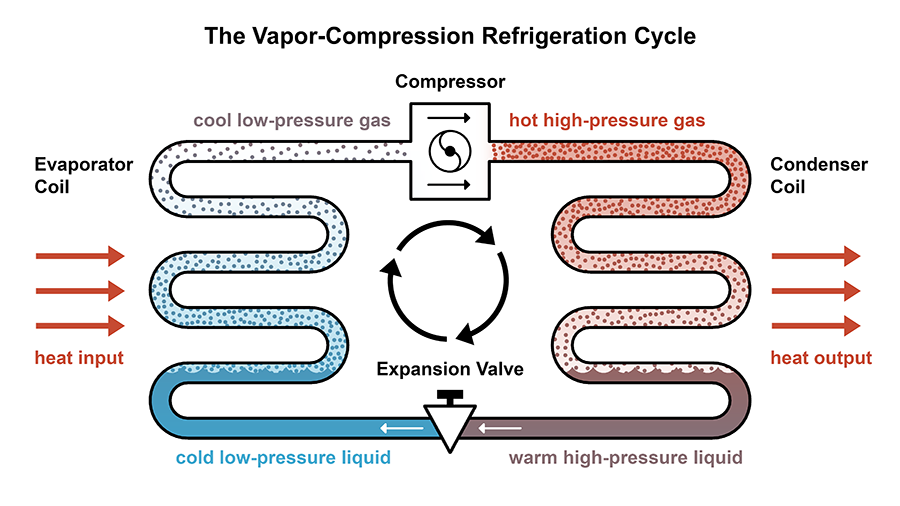 The Vapor-Compression Refrigeration Cycle
Compressor
cool low-pressure gas
hot high-pressure gas
Evaporator
Coil
Condenser
Coil
heat input
heat output
Expansion Valve
cold low-pressure liquid
warm high-pressure liquid